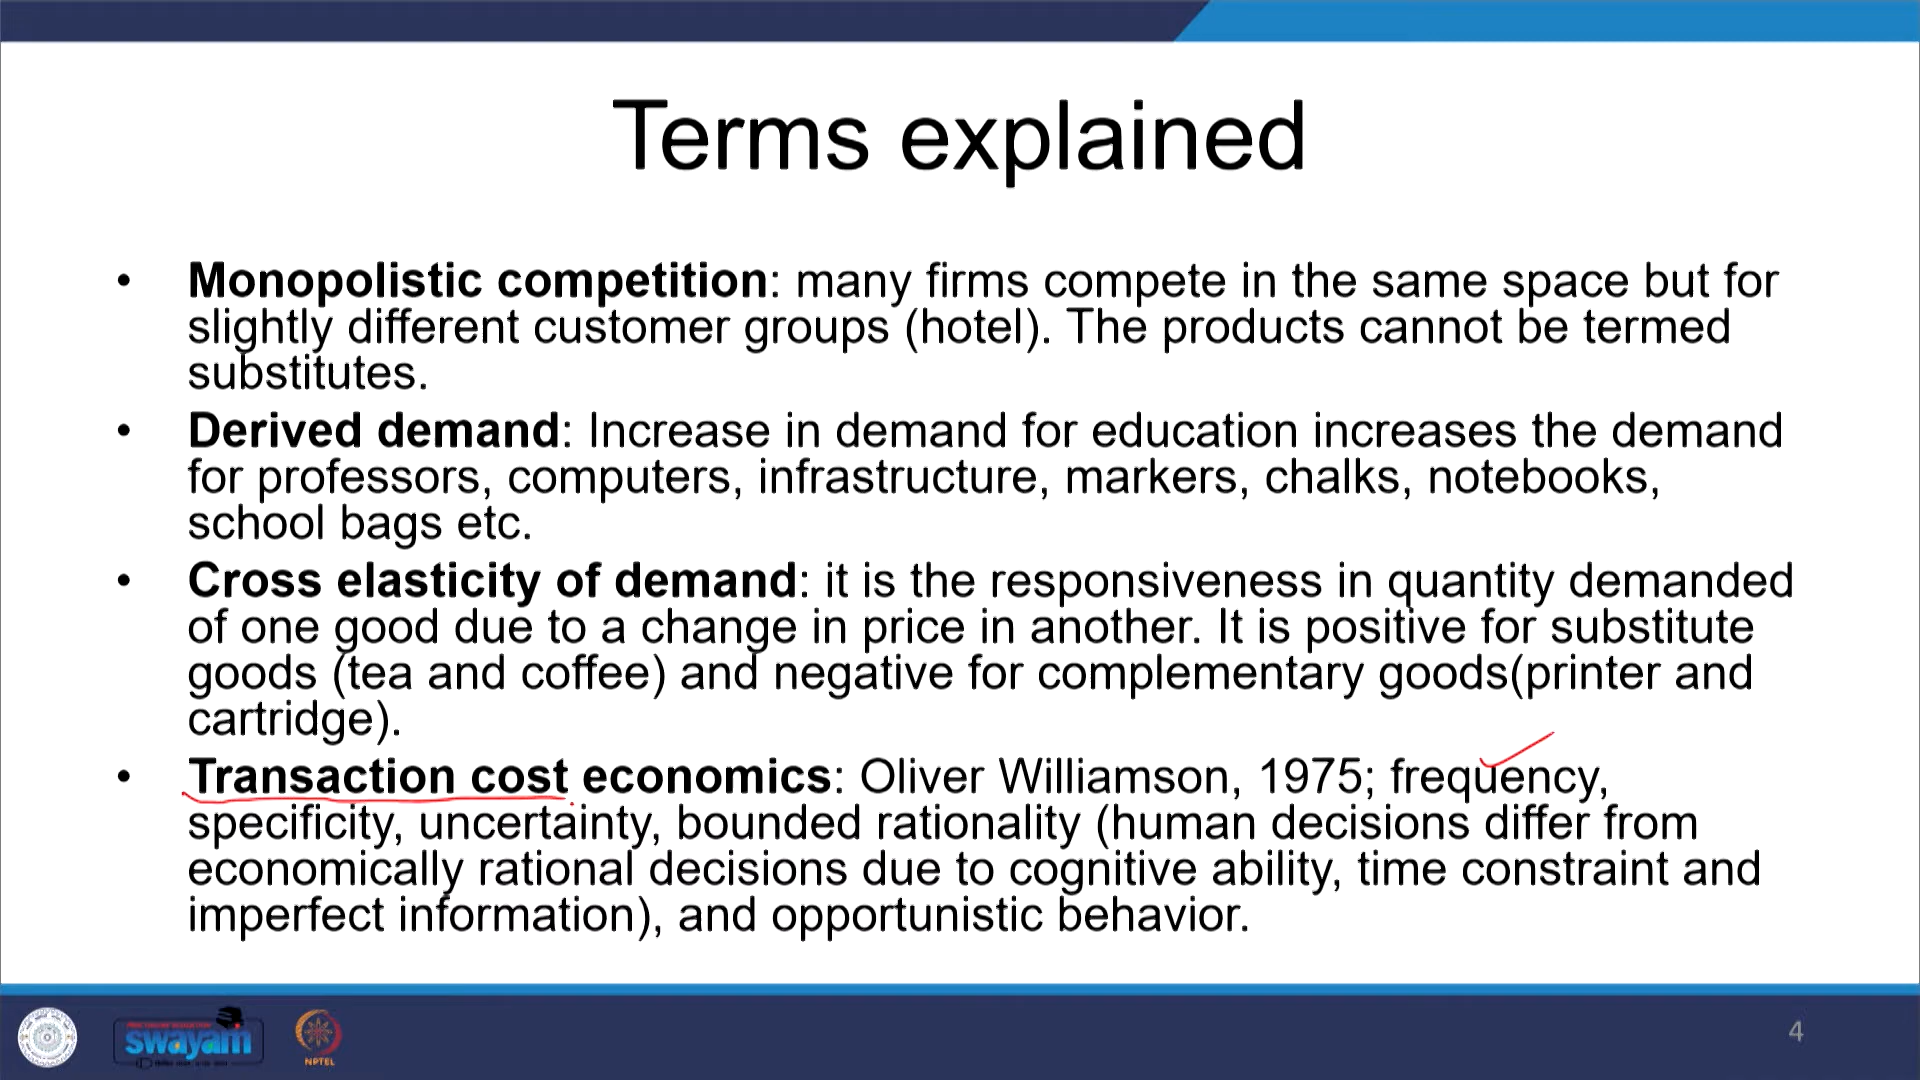 Terms explained
• Monopolistic competition: many firms compete in the same space but for
slightly different customer groups (hotel). The products cannot be termed
substitutes.
• Derived demand: Increase in demand for education increases the demand
for professors, computers, infrastructure, markers, chalks, notebooks,
school bags etc.
• Cross elasticity of demand: it is the responsiveness in quantity demanded
of one good due to a change in price in another. It is positive for substitute
goods (tea and coffee) and negative for complementary goods(printer and
cartridge).
• Transaction cost economics: Oliver Williamson, 1975; frequency,
specificity, uncertainty, bounded rationality (human decisions differ from
economically rational decisions due to cognitive ability, time constraint and
imperfect information), and opportunistic behavior.
swayam
NPTEL
4